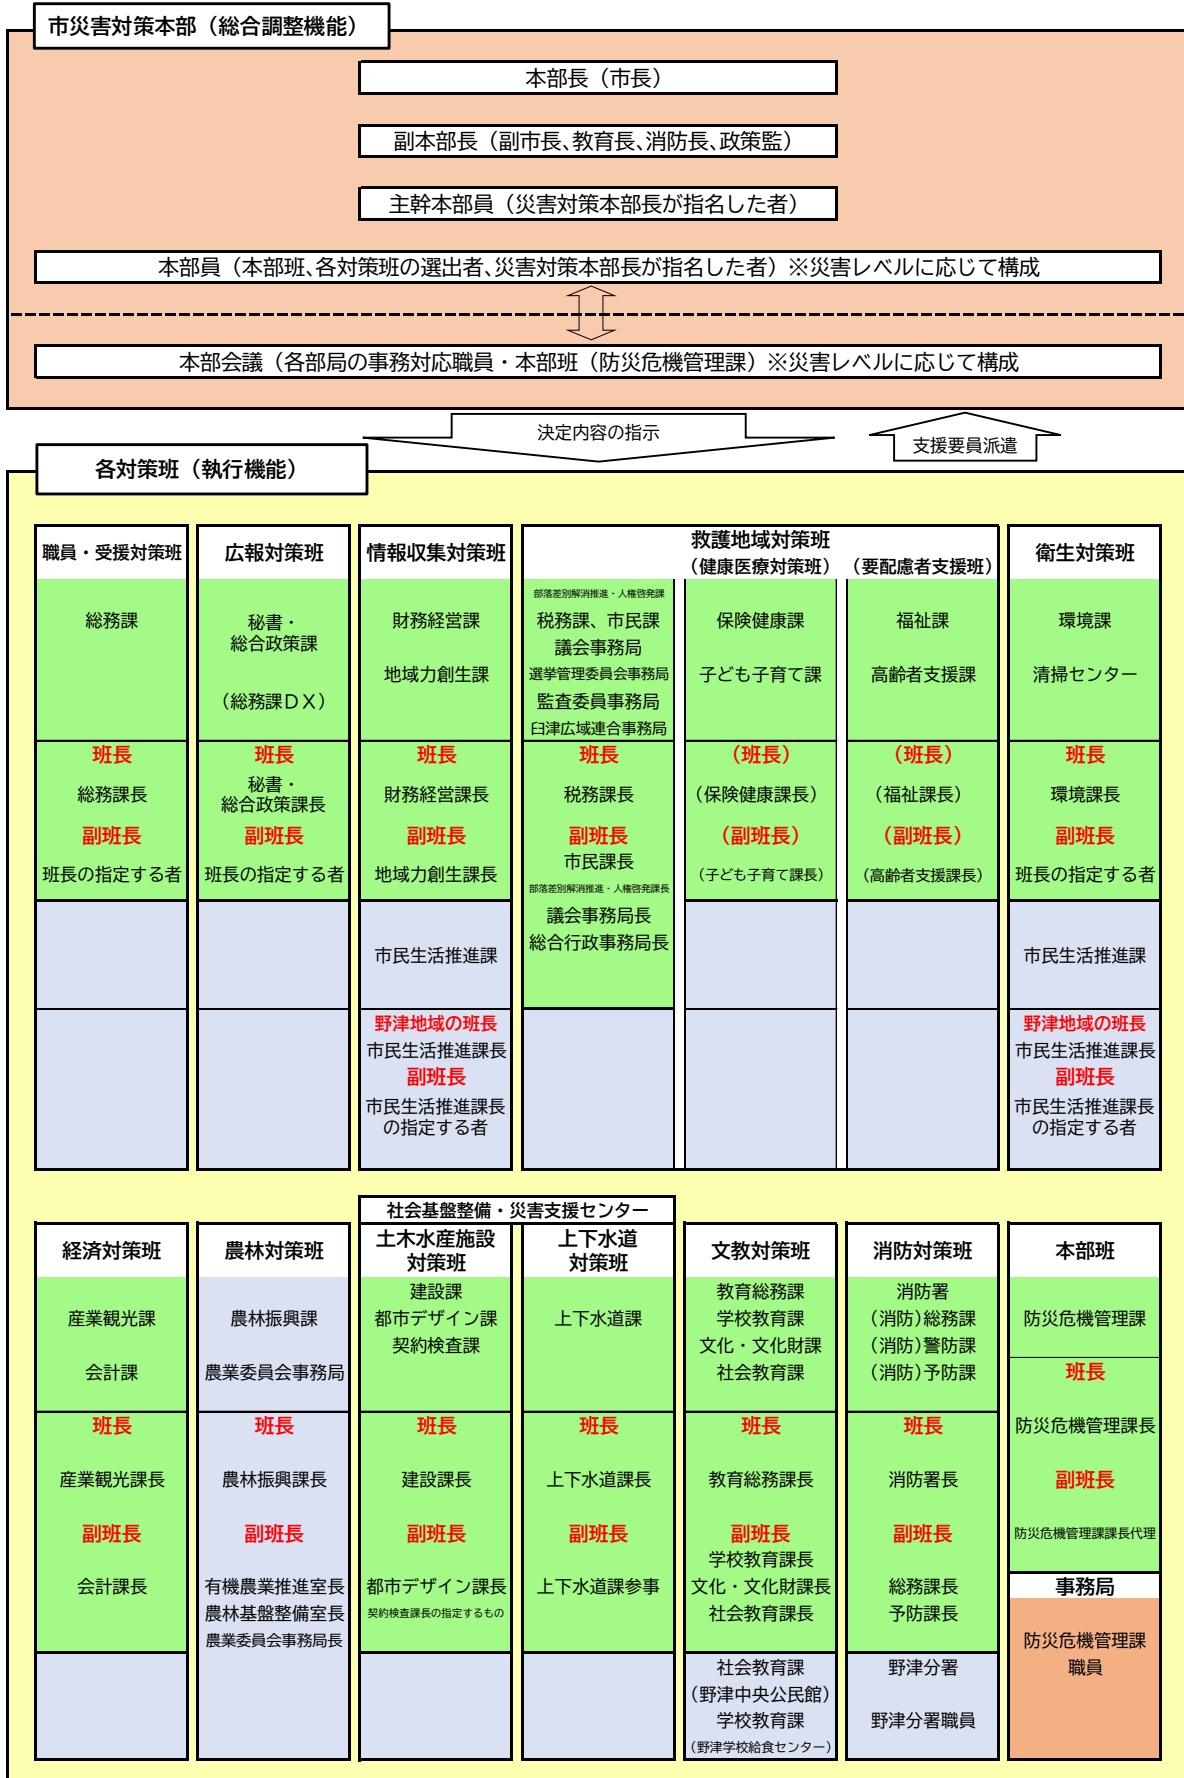 市災害対策本部（総合調整機能）
本部長（市長）
副本部長（副市長、教育長、消防長、政策監）
主幹本部員（災害対策本部長が指名した者）
本部員（本部班、各対策班の選出者、災害対策本部長が指名した者）※災害レベルに応じて構成
本部会議（各部局の事務対応職員・本部班（防災危機管理課）※災害レベルに応じて構成
決定内容の指示
支援要員派遣
各対策班（執行機能）
職員・受援対策班
総務課
班長
総務課長
副班長
班長の指定する者
広報対策班
秘書・
総合政策課
（総務課ＤＸ）
班長
秘書・
総合政策課長
副班長
班長の指定する者
情報収集対策班
財務経営課
地域力創生課
班長
財務経営課長
副班長
地域力創生課長
市民生活推進課
野津地域の班長
市民生活推進課長
副班長
市民生活推進課長
の指定する者
救護地域対策班
部落差別解消推進・人権啓発課
税務課、市民課
議会事務局
選挙管理委員会事務局
監査委員事務局
臼津広域連合事務局
班長
税務課長
副班長
市民課長
部落差別解消推進・人権啓発課長
議会事務局長
総合行政事務局長
（健康医療対策班）
保険健康課
子ども子育て課
（班長）
（保険健康課長）
（副班長）
（子ども子育て課長）
（要配慮者支援班）
福祉課
高齢者支援課
（班長）
（福祉課長）
（副班長）
（高齢者支援課長）
衛生対策班
環境課
清掃センター
班長
環境課長
副班長
班長の指定する者
市民生活推進課
野津地域の班長
市民生活推進課長
副班長
市民生活推進課長
の指定する者
経済対策班
産業観光課
会計課
班長
産業観光課長
副班長
会計課長
農林対策班
農林振興課
農業委員会事務局
班長
農林振興課長
副班長
有機農業推進室長
農林基盤整備室長
農業委員会事務局長
社会基盤整備・災害支援センター
土木水産施設
対策班
建設課
都市デザイン課
契約検査課
班長
建設課長
副班長
都市デザイン課長
契約検査課長の指定するもの
上下水道
対策班
上下水道課
班長
上下水道課長
副班長
上下水道課参事
文教対策班
教育総務課
学校教育課
文化・文化財課
社会教育課
班長
教育総務課長
副班長
学校教育課長
文化・文化財課長
社会教育課長
社会教育課
（野津中央公民館）
学校教育課
（野津学校給食センター）
消防対策班
消防署
（消防）総務課
（消防）警防課
（消防）予防課
班長
消防署長
副班長
総務課長
予防課長
野津分署
野津分署職員
本部班
防災危機管理課
班長
防災危機管理課長
副班長
防災危機管理課課長代理
事務局
防災危機管理課
職員